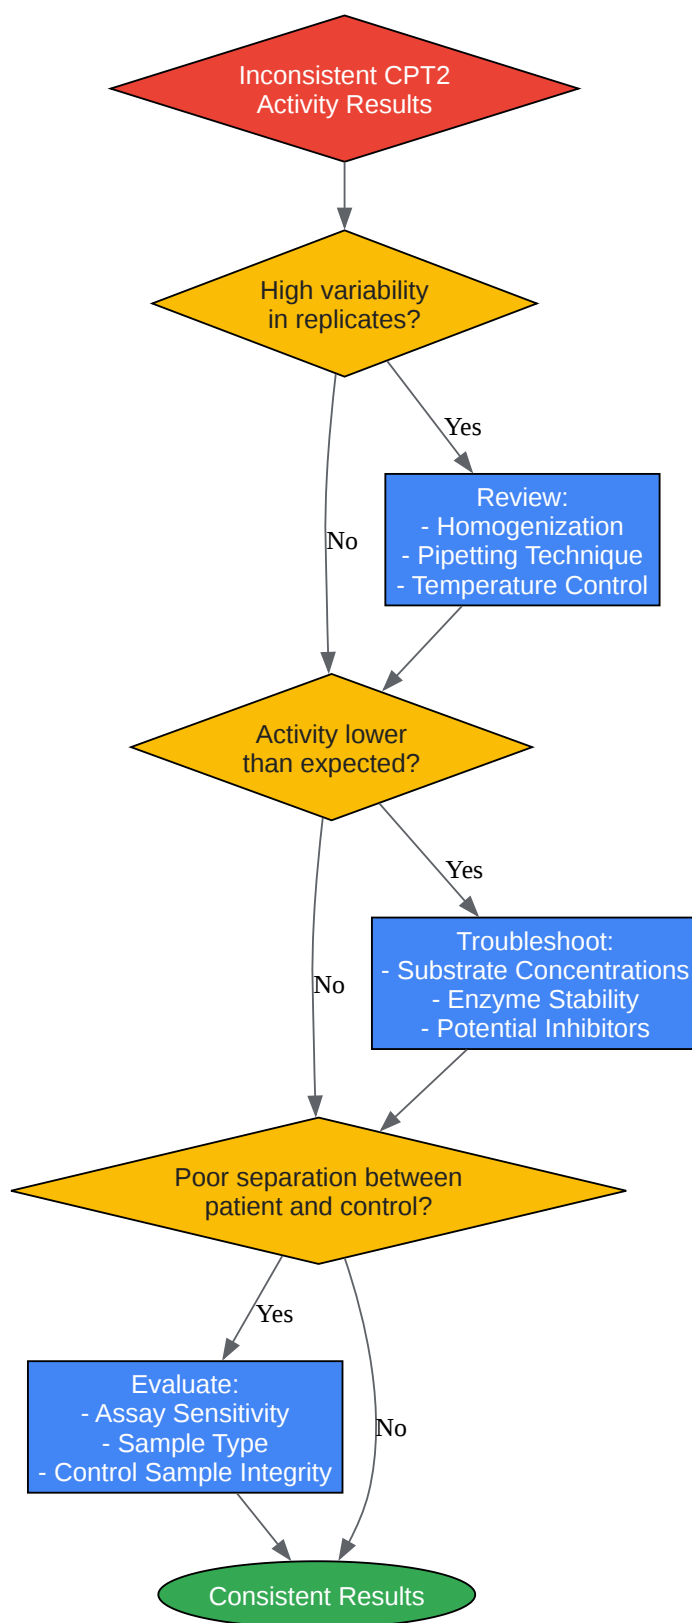 Inconsistent CPT2
Activity Results
High variability
in replicates?
Yes
Review:
- Homogenization
- Pipetting Technique
- Temperature Control
No
Activity lower
than expected?
Yes
Troubleshoot:
- Substrate Concentrations
- Enzyme Stability
- Potential Inhibitors
No
Poor separation between
patient and control?
Yes
Evaluate:
- Assay Sensitivity
- Sample Type
- Control Sample Integrity
No
Consistent Results